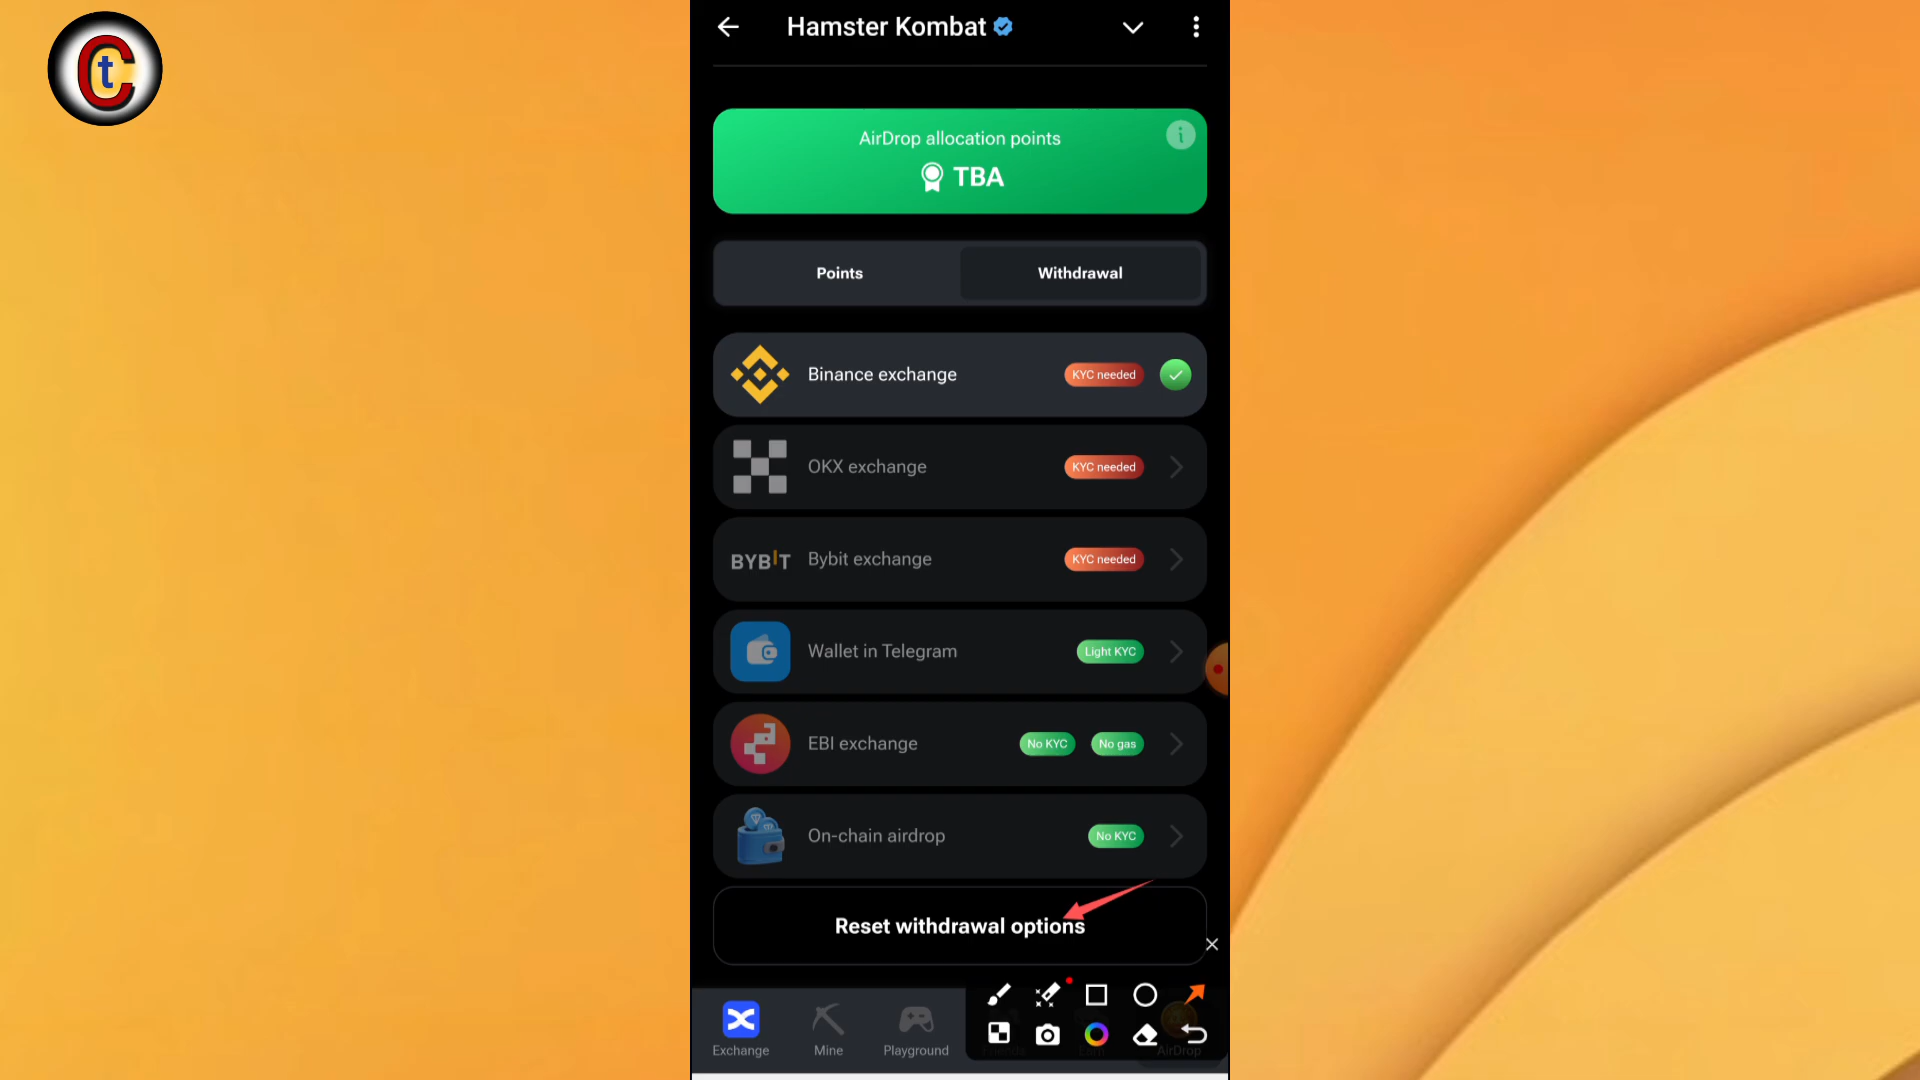 Ct
Hamster Kombat
AirDrop allocation points
TBA
Points
Withdrawal
Binance exchange
KYC needed
OKX exchange
KYC needed
BYBIT
Bybit exchange
KYC needed
Wallet in Telegram
Light KYC
EBI exchange
No KYC
No gas
On-chain airdrop
No KYC
Reset withdrawal options
Exchange
Mine
Playground
AirDrop